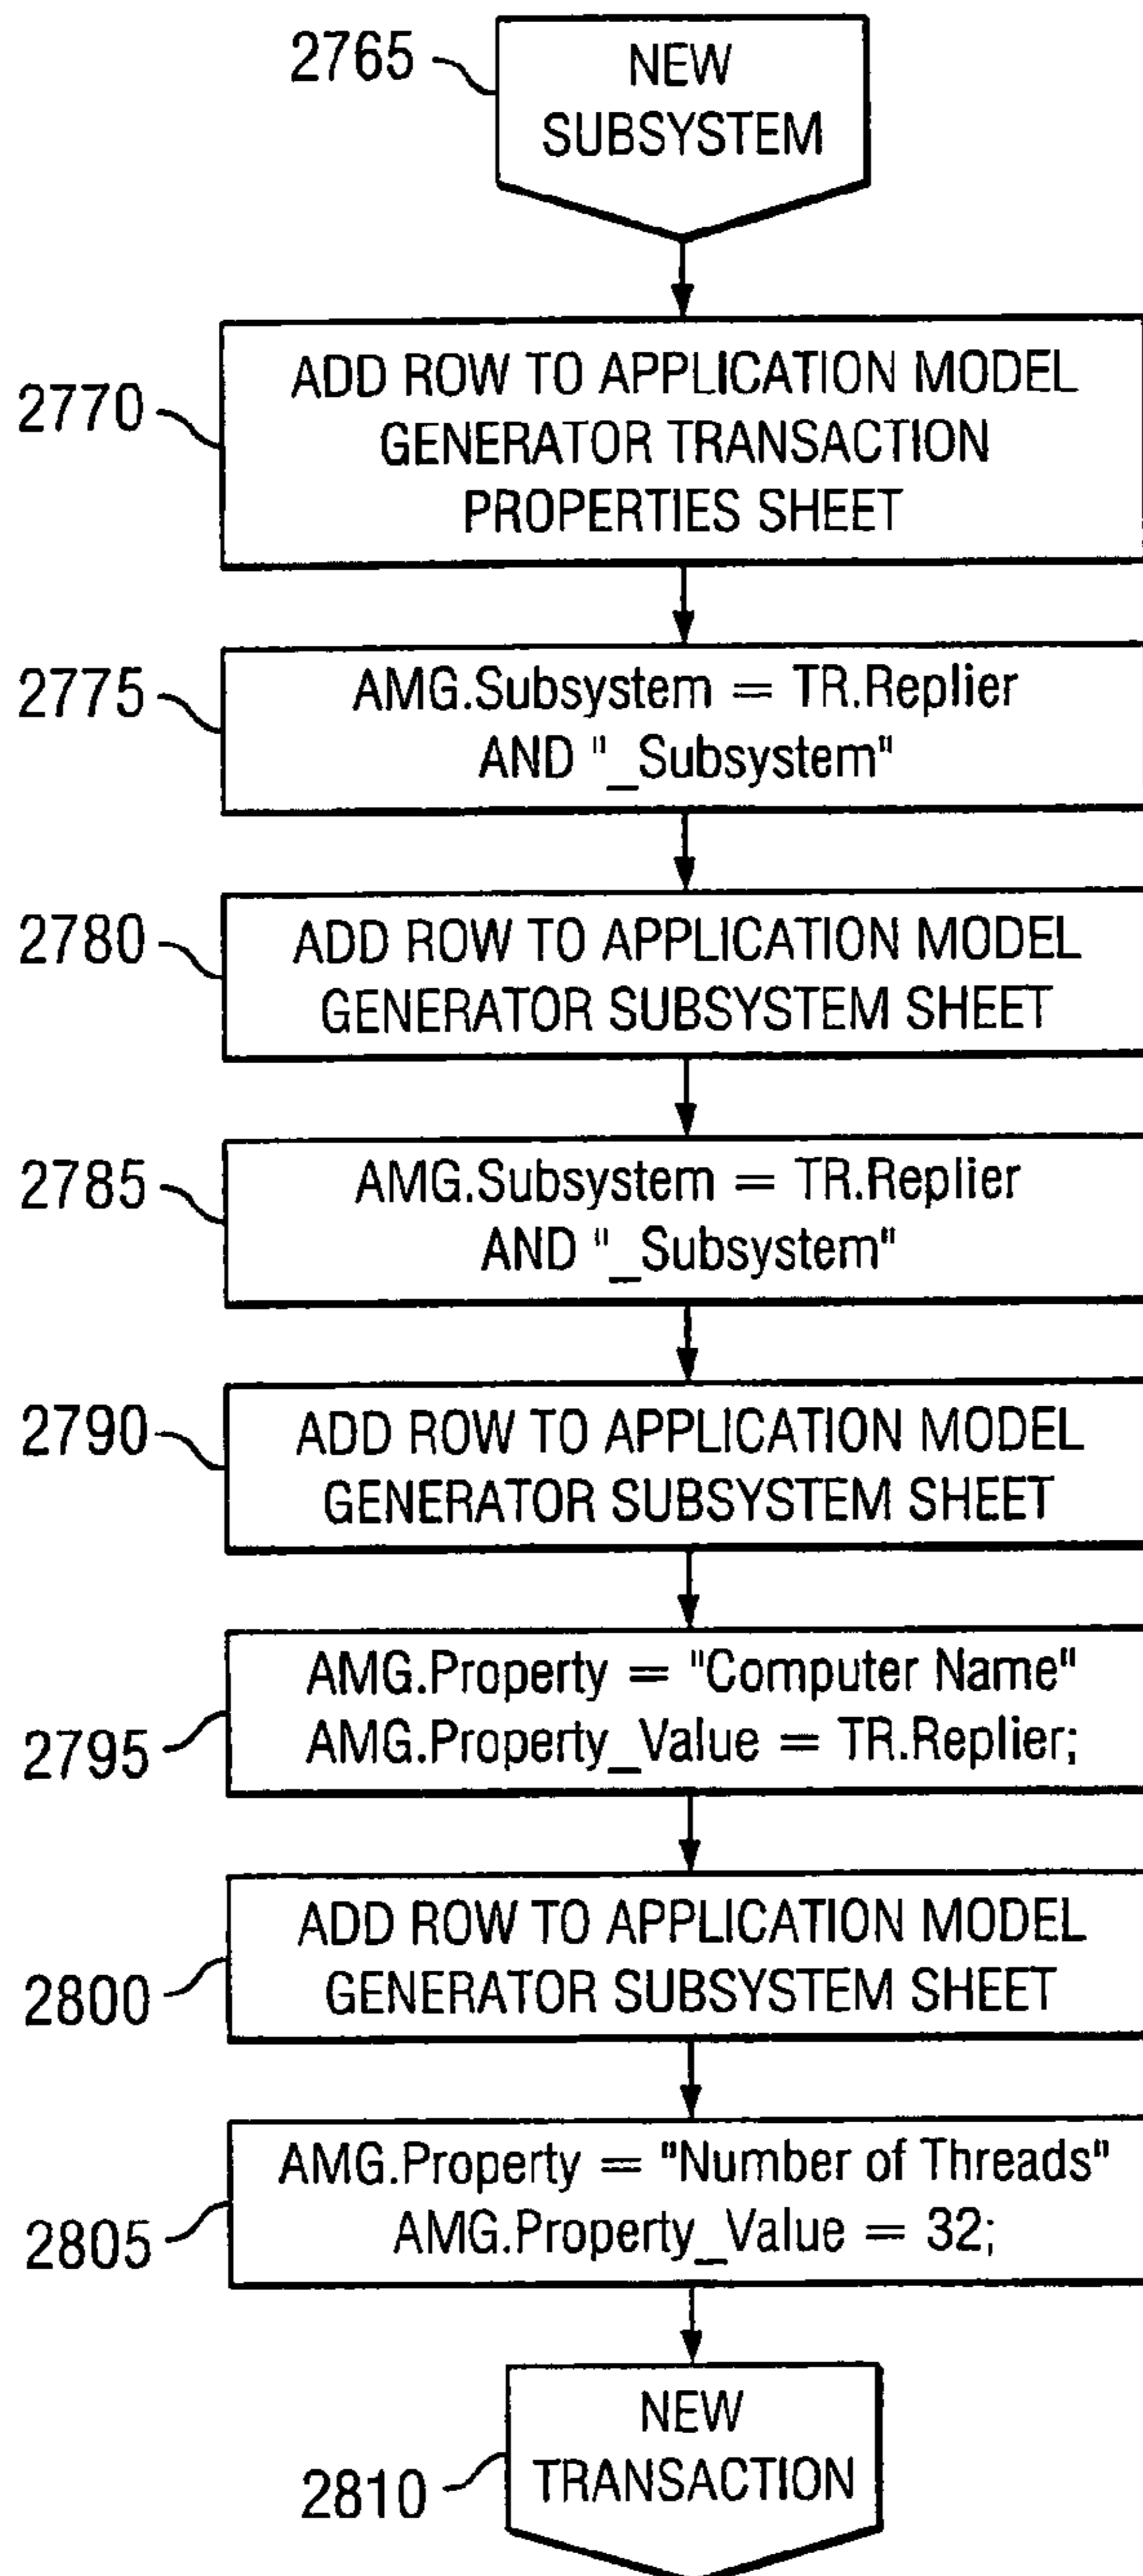 2765
NEW
SUBSYSTEM
2770
ADD ROW TO APPLICATION MODEL
GENERATOR TRANSACTION
PROPERTIES SHEET
2775
AMG.Subsystem = TR.Replier
AND "_Subsystem"
2780
ADD ROW TO APPLICATION MODEL
GENERATOR SUBSYSTEM SHEET
2785
AMG.Subsystem = TR.Replier
AND "_Subsystem"
2790
ADD ROW TO APPLICATION MODEL
GENERATOR SUBSYSTEM SHEET
2795
AMG.Property = "Computer Name"
AMG.Property_Value = TR.Replier;
2800
ADD ROW TO APPLICATION MODEL
GENERATOR SUBSYSTEM SHEET
2805
AMG.Property = "Number of Threads"
AMG.Property_Value = 32;
2810
NEW
TRANSACTION